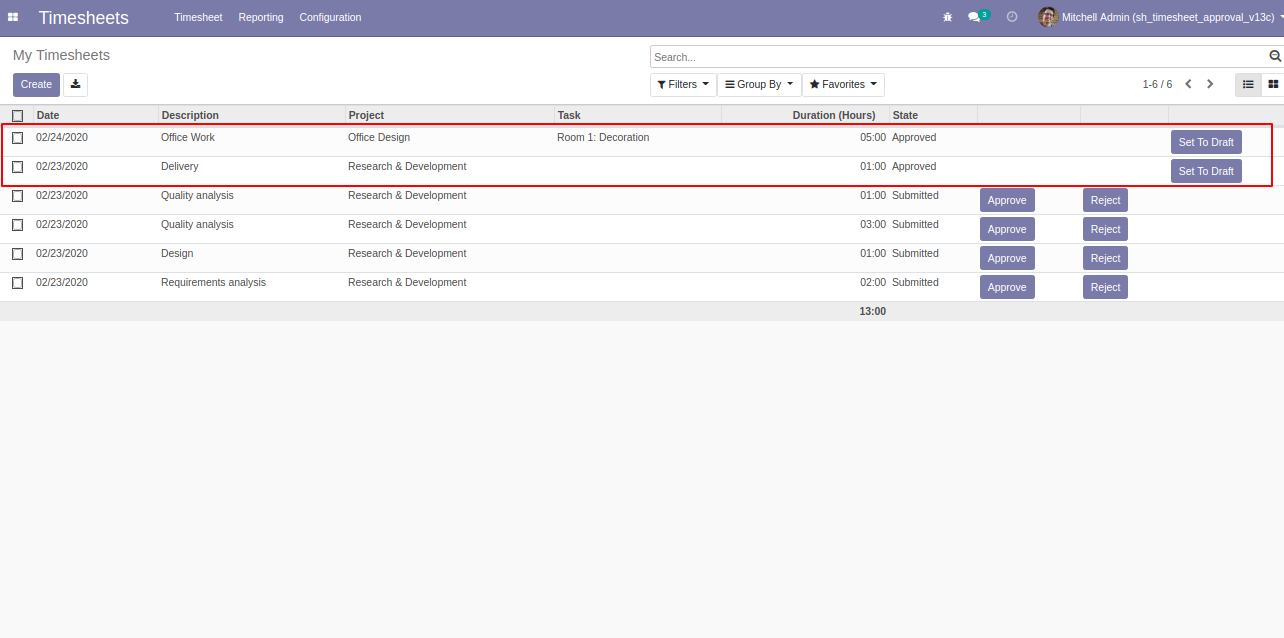 Timesheets Timesheet Reporting Configuration 3 Mitchell Admin (sh_timesheet_approval_v13c)
My Timesheets
Search...
Create Filters Group By Favorites 1-6 / 6
Date Description Project Task Duration (Hours) State
02/24/2020 Office Work Office Design Room 1: Decoration 05:00 Approved Set To Draft
02/23/2020 Delivery Research & Development 01:00 Approved Set To Draft
02/23/2020 Quality analysis Research & Development 01:00 Submitted Approve Reject
02/23/2020 Quality analysis Research & Development 03:00 Submitted Approve Reject
02/23/2020 Design Research & Development 01:00 Submitted Approve Reject
02/23/2020 Requirements analysis Research & Development 02:00 Submitted Approve Reject
13:00